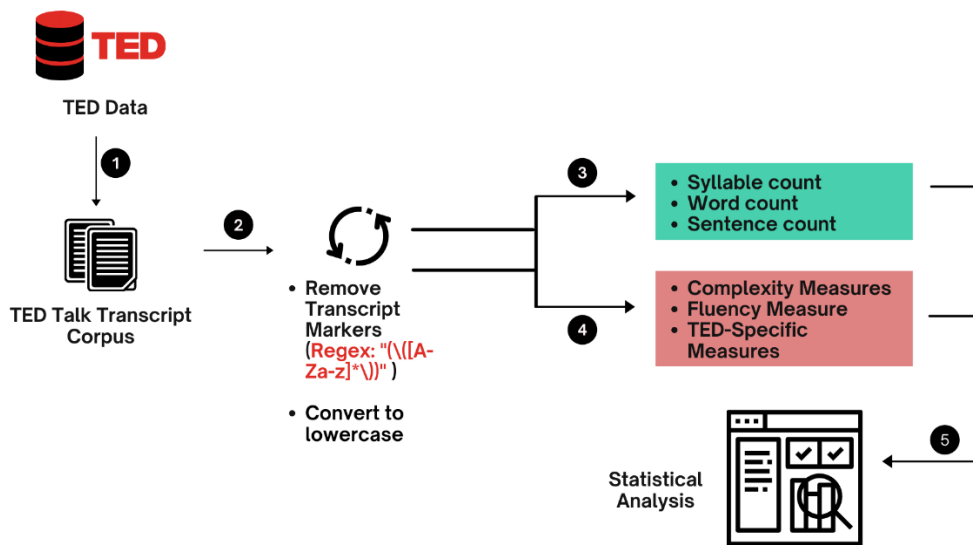 TED
TED Data
1
TED Talk Transcript
Corpus
2
• Remove
Transcript
Markers
(Regex: "(\([A-
Za-z]*\))" )
• Convert to
lowercase
3
• Syllable count
• Word count
• Sentence count
4
• Complexity Measures
• Fluency Measure
• TED-Specific
Measures
5
Statistical
Analysis